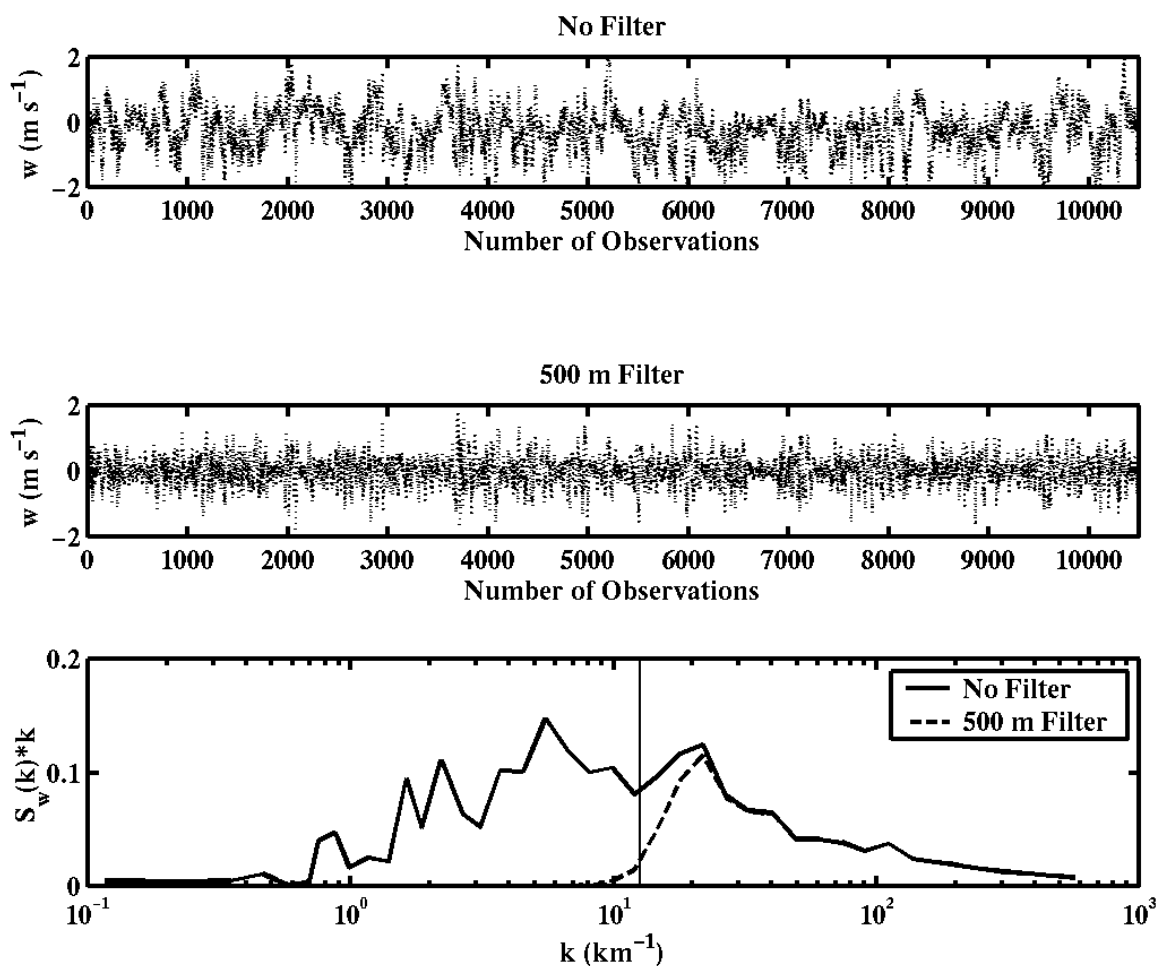 No Filter
2
0
−2
w (m s⁻¹)
0 1000 2000 3000 4000 5000 6000 7000 8000 9000 10000
Number of Observations
500 m Filter
2
0
−2
w (m s⁻¹)
0 1000 2000 3000 4000 5000 6000 7000 8000 9000 10000
Number of Observations
0.2
0.1
0
S_w(k)*k
No Filter
500 m Filter
10⁻¹ 10⁰ 10¹ 10² 10³
k (km⁻¹)